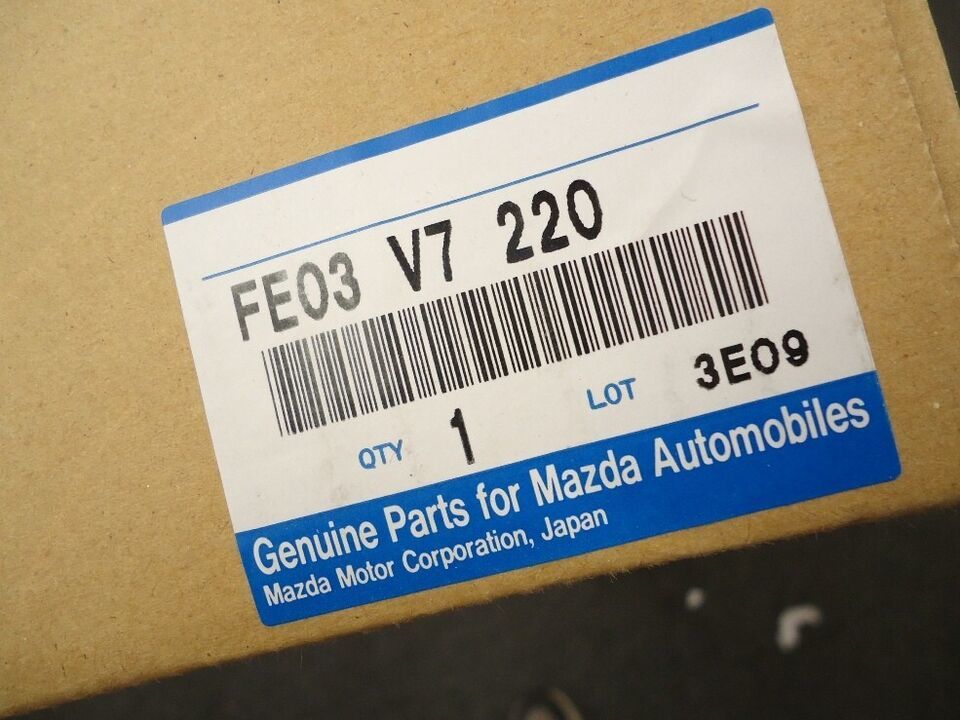 FE03 V7 220
QTY 1 LOT 3E09
Genuine Parts for Mazda Automobiles
Mazda Motor Corporation, Japan